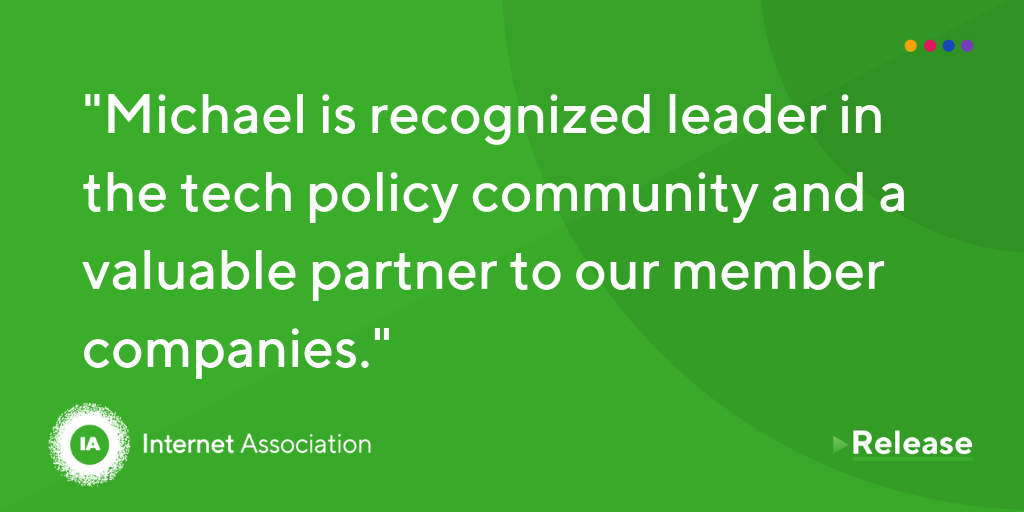 "Michael is recognized leader in
the tech policy community and a
valuable partner to our member
companies."
IA
Internet Association
Release